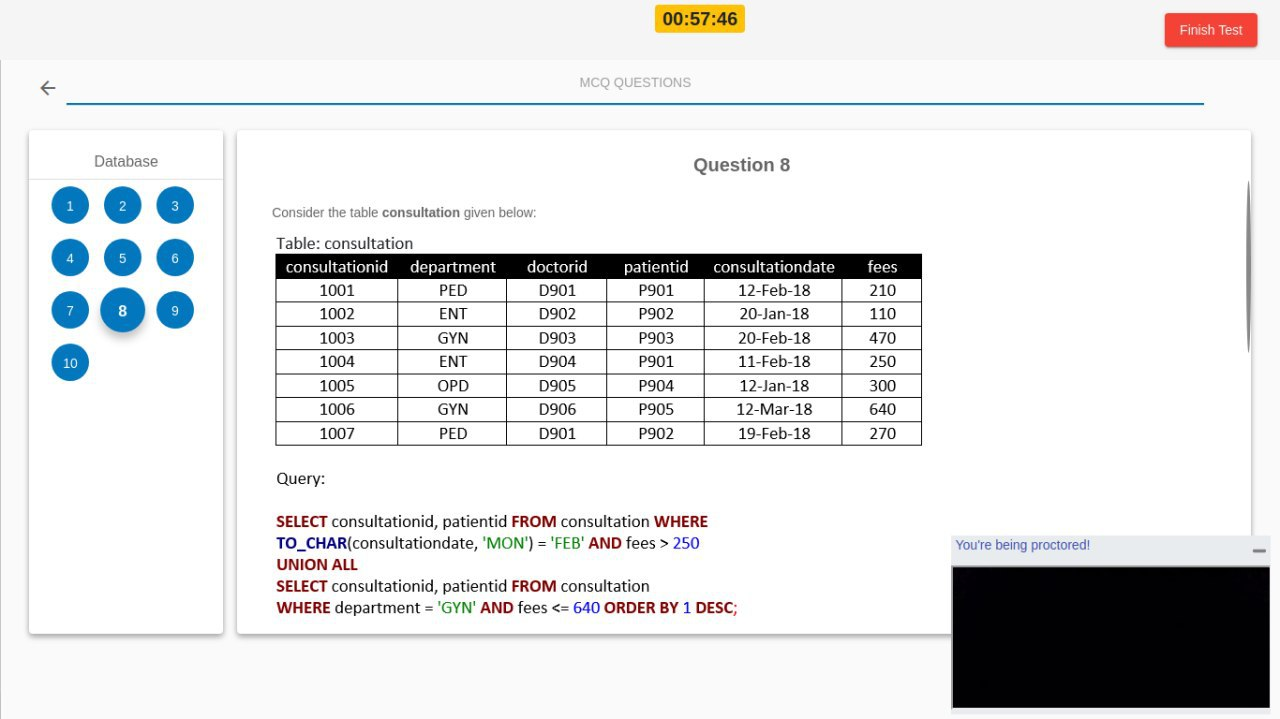 00:57:46
Finish Test
MCQ QUESTIONS
Database
1 2 3
4 5 6
7 8 9
10
Question 8
Consider the table consultation given below:
Table: consultation
consultationid department doctorid patientid consultationdate fees
1001 PED D901 P901 12-Feb-18 210
1002 ENT D902 P902 20-Jan-18 110
1003 GYN D903 P903 20-Feb-18 470
1004 ENT D904 P901 11-Feb-18 250
1005 OPD D905 P904 12-Jan-18 300
1006 GYN D906 P905 12-Mar-18 640
1007 PED D901 P902 19-Feb-18 270
Query:
SELECT consultationid, patientid FROM consultation WHERE
TO_CHAR(consultationdate, 'MON') = 'FEB' AND fees > 250
UNION ALL
SELECT consultationid, patientid FROM consultation
WHERE department = 'GYN' AND fees <= 640 ORDER BY 1 DESC;
You're being proctored!